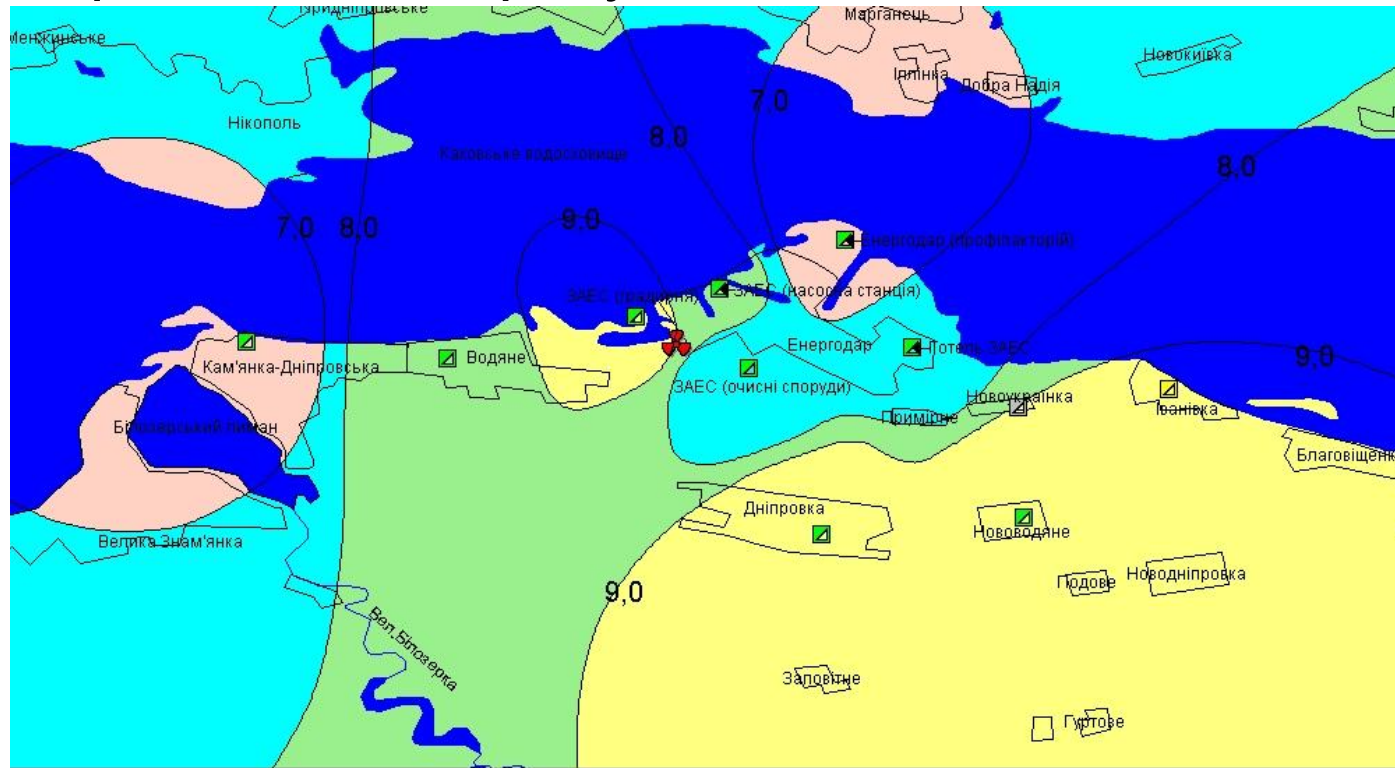 Придніпровське
Марганець
Менжинське
Новокиївка
Іллінка
Добра Надія
7,0
Нікополь
8,0
Каховське водосховище
8,0
7,0
8,0
9,0
Енергодар (профілакторій)
ЗАЕС (градирня)
ЗАЕС (насосна станція)
Енергодар
Готель ЗАЕС
Водяне
9,0
Кам'янка-Дніпровська
ЗАЕС (очисні споруди)
Новоукраїнка
Іванівка
Примірне
Білозерський лиман
Благовіщенк
Дніпровка
Нововодяне
Велика Знам'янка
Новодніпровка
Подове
9,0
Вел.Білозерка
Заповітне
Гуртове